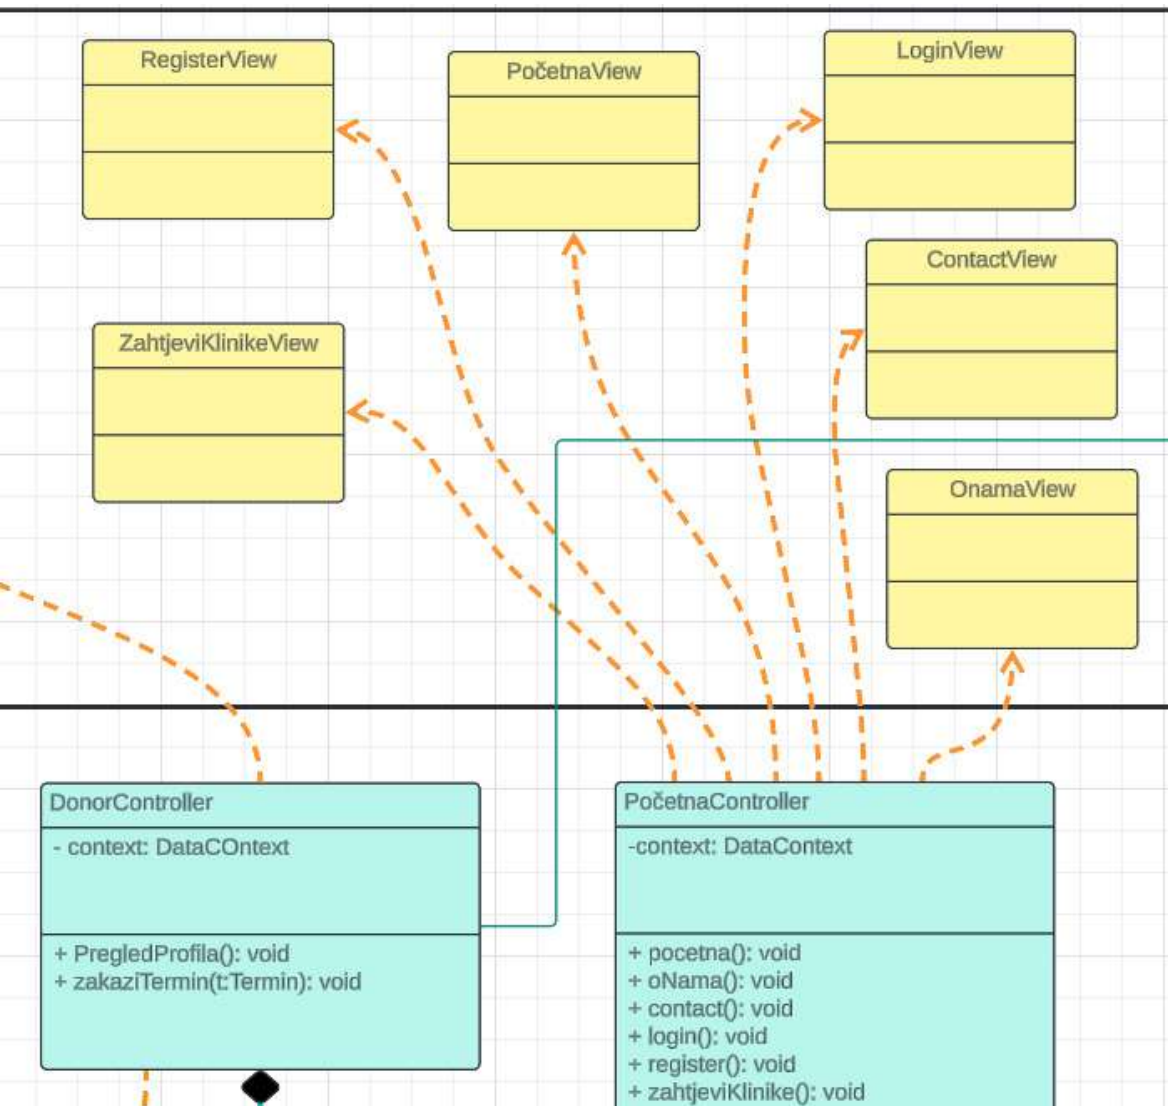 RegisterView
PočetnaView
LoginView
ContactView
ZahtjeviKlinikeView
OnamaView
DonorController
- context: DataCOntext
+ PregledProfila(): void
+ zakaziTermin(t:Termin): void
PočetnaController
-context: DataContext
+ pocetna(): void
+ oNama(): void
+ contact(): void
+ login(): void
+ register(): void
+ zahtjeviKlinike(): void